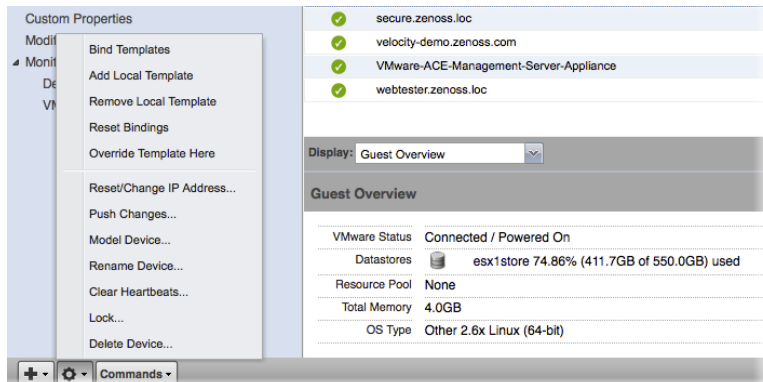 Custom Properties
Modif
Monit
De
VM
Bind Templates
Add Local Template
Remove Local Template
Reset Bindings
Override Template Here
Reset/Change IP Address...
Push Changes...
Model Device...
Rename Device...
Clear Heartbeats...
Lock...
Delete Device...
Commands
secure.zenoss.loc
velocity-demo.zenoss.com
VMware-ACE-Management-Server-Appliance
webtester.zenoss.loc
Display: Guest Overview
Guest Overview
VMware Status Connected / Powered On
Datastores esx1store 74.86% (411.7GB of 550.0GB) used
Resource Pool None
Total Memory 4.0GB
OS Type Other 2.6x Linux (64-bit)